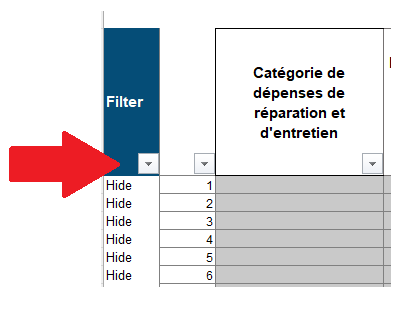 Filter
Catégorie de
dépenses de
réparation et
d'entretien
Hide 1
Hide 2
Hide 3
Hide 4
Hide 5
Hide 6